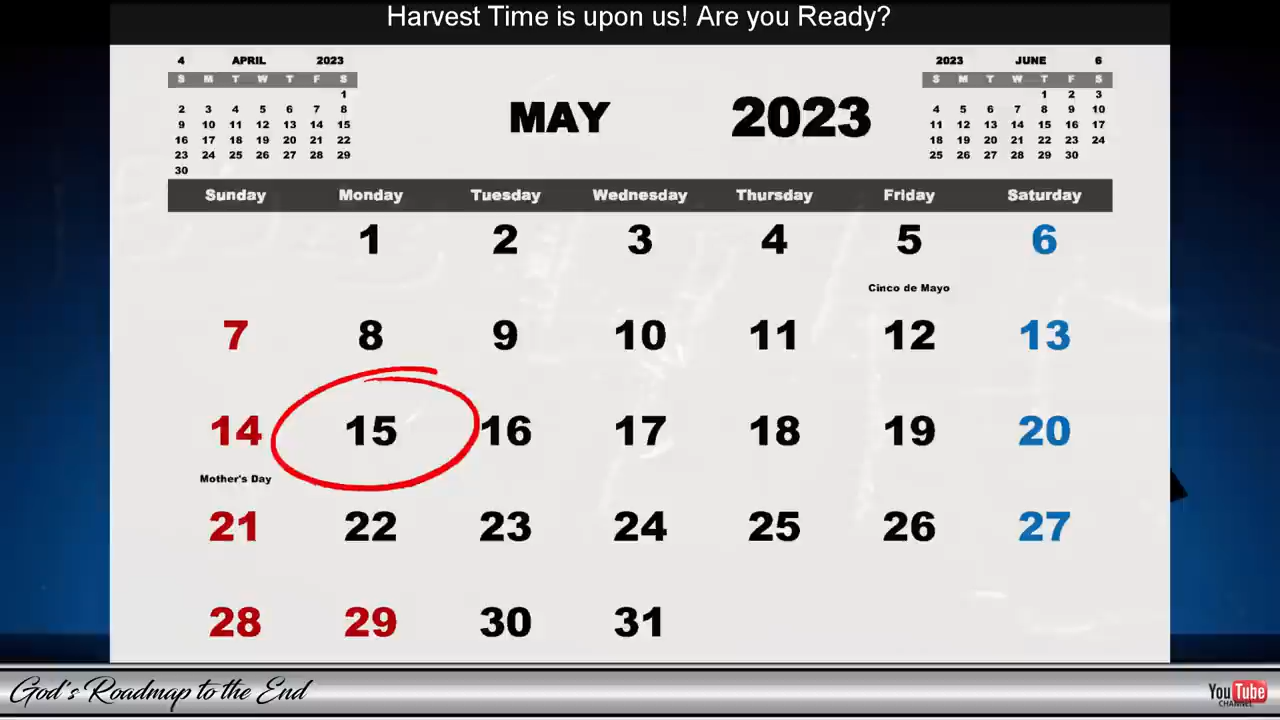 Harvest Time is upon us! Are you Ready?
4 APRIL 2023
S M T W T F S
1
2 3 4 5 6 7 8
9 10 11 12 13 14 15
16 17 18 19 20 21 22
23 24 25 26 27 28 29
30
MAY 2023
2023 JUNE 6
S M T W T F S
1 2 3
4 5 6 7 8 9 10
11 12 13 14 15 16 17
18 19 20 21 22 23 24
25 26 27 28 29 30
Sunday Monday Tuesday Wednesday Thursday Friday Saturday
1 2 3 4 5 6
Cinco de Mayo
7 8 9 10 11 12 13
14 15 16 17 18 19 20
Mother's Day
21 22 23 24 25 26 27
28 29 30 31
God's Roadmap to the End
YouTube
CHANNEL